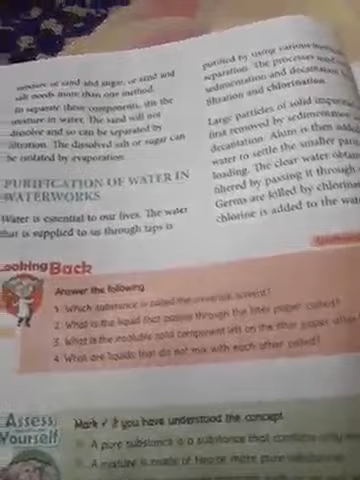 mixture of sand and sugar, or sand and
salt needs more than one method.
To separate these components, stir the
mixture in water. The sand will not
dissolve and so can be separated by
filtration. The dissolved salt or sugar can
be isolated by evaporation.
PURIFICATION OF WATER IN
WATERWORKS
Water is essential to our lives. The water
that is supplied to us through taps is
purified by using various
separation. The processes
sedimentation and decantation
filtration and chlorination.
Large particles of solid
first removed by sedimentation
decantation. Alum is then added
water to settle the smaller
loading. The clear water
filtered by passing it through
Germs are killed by
chlorine is added to the
Looking Back
Answer the following.
1 Which substance is called the universal solvent?
2 What is the liquid that passes through the filter paper called?
3 What is the insoluble solid component left on the filter paper
4 What are liquids that do not mix with each other called?
Assess
Yourself
Mark ✓ if you have understood the concept
A pure substance is a substance that contains only
A mixture is made of two or more pure substances